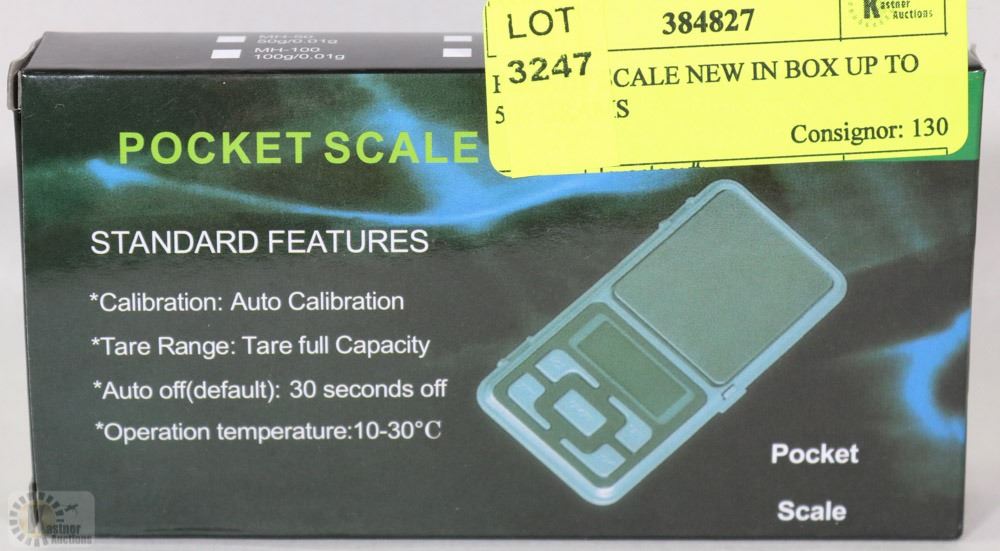 LOT
3247
384827
Kastner
Auctions
SCALE NEW IN BOX UP TO
5
Consignor: 130
MH-50
50g/0.01g
MH-100
100g/0.01g
POCKET SCALE
STANDARD FEATURES
*Calibration: Auto Calibration
*Tare Range: Tare full Capacity
*Auto off(default): 30 seconds off
*Operation temperature:10-30°C
Pocket
Scale
Kastner
Auctions